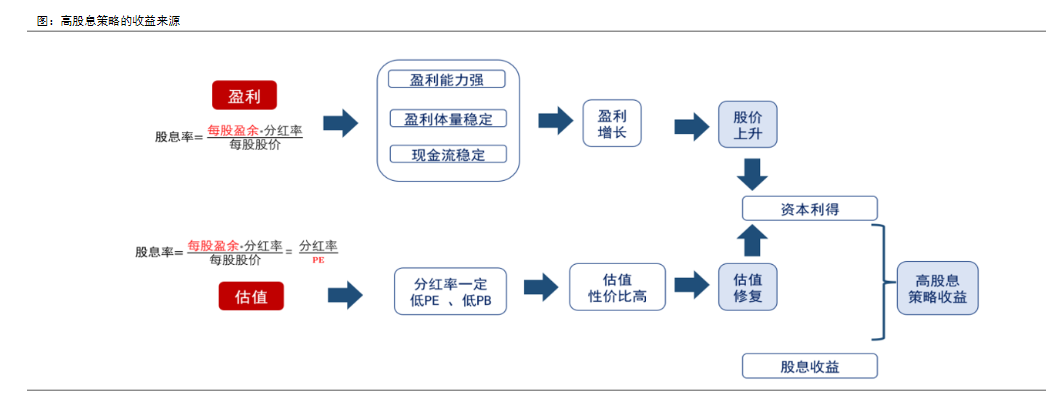 图：高股息策略的收益来源
盈利
股息率=每股盈余·分红率/每股股价
盈利能力强
盈利体量稳定
现金流稳定
盈利
增长
股价
上升
资本利得
股息率=每股盈余·分红率/每股股价=分红率/PE
估值
分红率一定
低PE 、低PB
估值
性价比高
估值
修复
高股息
策略收益
股息收益